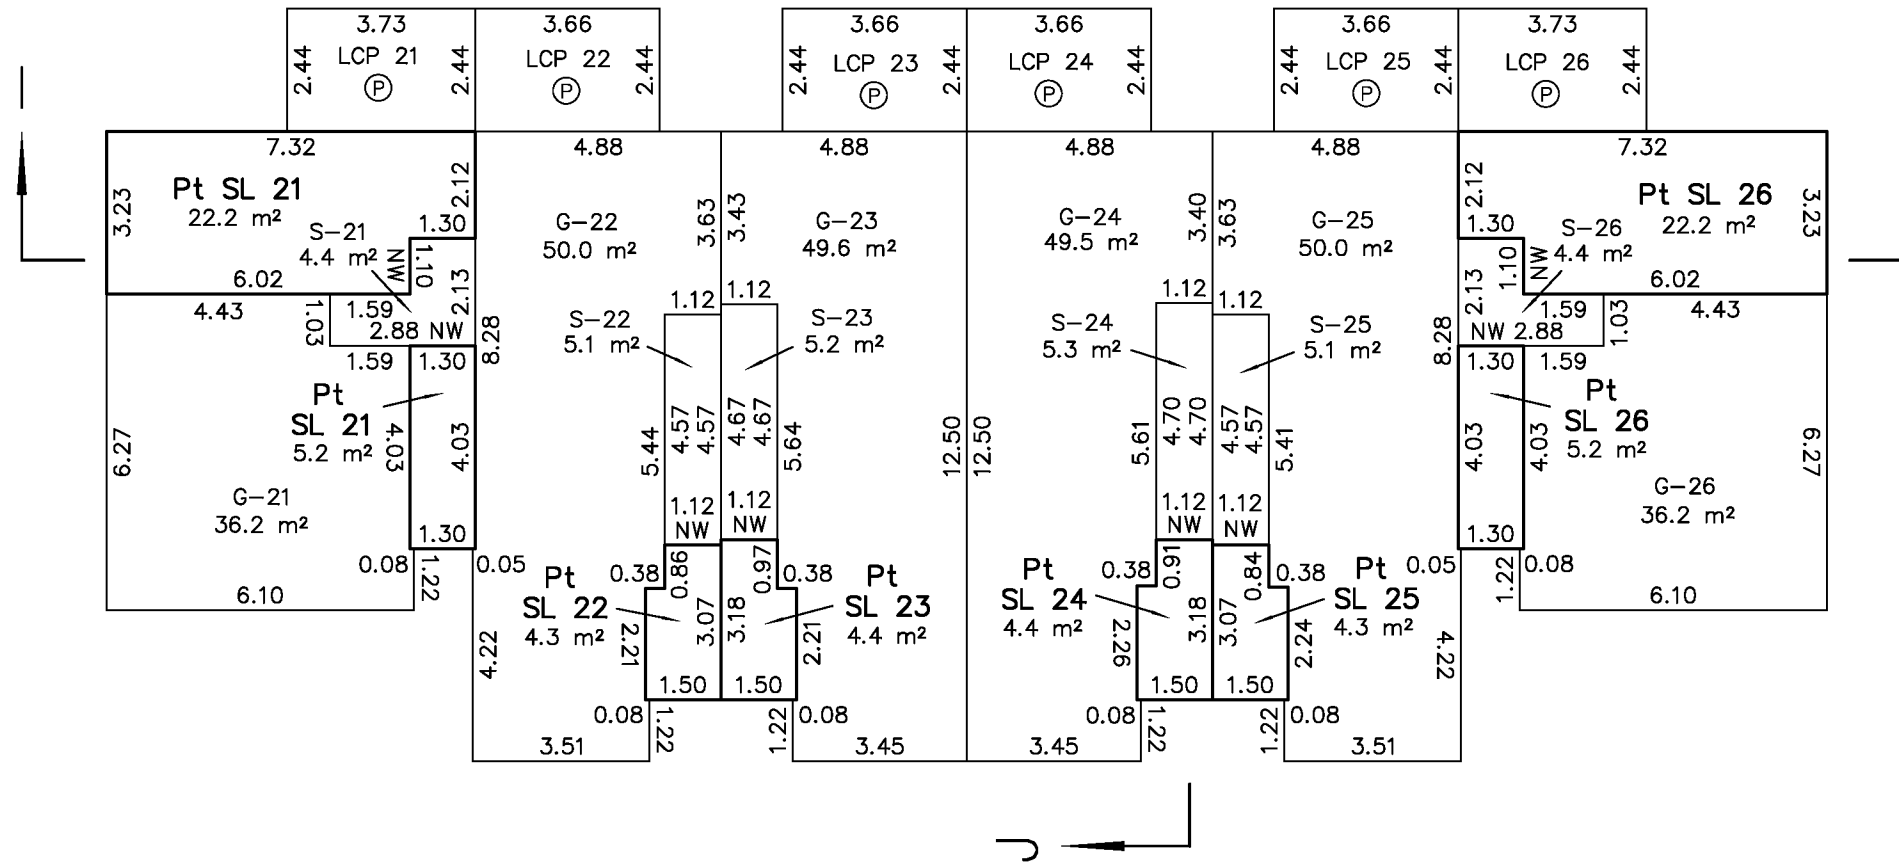 3.73 3.66 3.66 3.66 3.66 3.73
2.44 LCP 21 2.44 LCP 22 2.44 2.44 LCP 23 2.44 LCP 24 2.44 2.44 LCP 25 2.44 LCP 26 2.44
P P P P P P
7.32 4.88 4.88 4.88 4.88 7.32
3.23 Pt SL 21 2.12 3.63 3.43 3.40 3.63 2.12 Pt SL 26 3.23
22.2 m² 22.2 m²
1.30 G-22 G-23 G-24 G-25 1.30
S-21 50.0 m² 49.6 m² 49.5 m² 50.0 m² S-26
4.4 m² NW 1.10 1.10 NW 4.4 m²
6.02 2.13 2.13 6.02
4.43 1.03 1.59 1.12 1.12 1.12 1.12 1.59 1.03 4.43
2.88 NW S-22 S-23 S-24 S-25 NW 2.88
8.28 5.1 m² 5.2 m² 5.3 m² 5.1 m² 8.28
1.59 1.30 1.30 1.59
Pt Pt
SL 21 SL 26
5.2 m² 5.2 m²
6.27 4.03 4.03 5.44 4.57 4.57 4.67 4.67 5.64 12.50 12.50 5.61 4.70 4.70 4.57 4.57 5.41 4.03 4.03 6.27
G-21 G-26
36.2 m² 36.2 m²
1.12 1.12 1.12 1.12
1.30 NW NW NW NW 1.30
0.08 1.22 0.05 Pt 0.38 0.86 0.97 0.38 Pt Pt 0.38 0.91 0.84 0.38 Pt 0.05 1.22 0.08
6.10 SL 22 3.07 3.18 SL 23 SL 24 3.18 3.07 SL 25 6.10
4.3 m² 4.4 m² 4.4 m² 4.3 m²
4.22 2.21 2.21 2.26 2.24 4.22
1.50 1.50 1.50 1.50
0.08 1.22 1.22 0.08 0.08 1.22 1.22 0.08
3.51 3.45 3.45 3.51
J